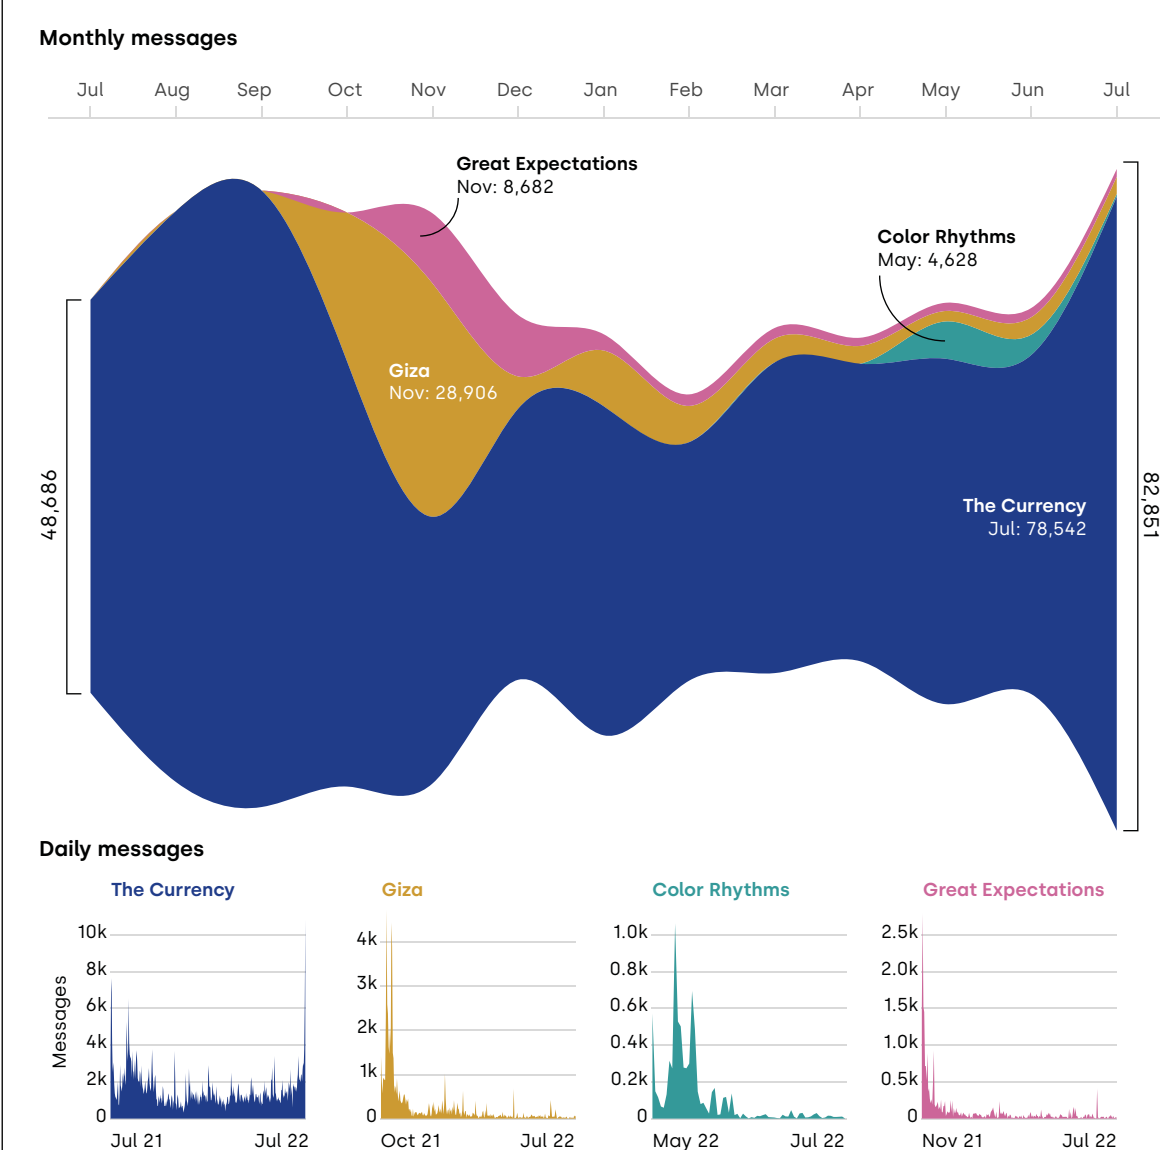 Monthly messages
Jul Aug Sep Oct Nov Dec Jan Feb Mar Apr May Jun Jul
Great Expectations
Nov: 8,682
Color Rhythms
May: 4,628
Giza
Nov: 28,906
48,686
The Currency
Jul: 78,542
82,851
Daily messages
The Currency
Messages
10k
8k
6k
4k
2k
0
Jul 21 Jul 22
Giza
4k
3k
2k
1k
0
Oct 21 Jul 22
Color Rhythms
1.0k
0.8k
0.6k
0.4k
0.2k
0
May 22 Jul 22
Great Expectations
2.5k
2.0k
1.5k
1.0k
0.5k
0
Nov 21 Jul 22